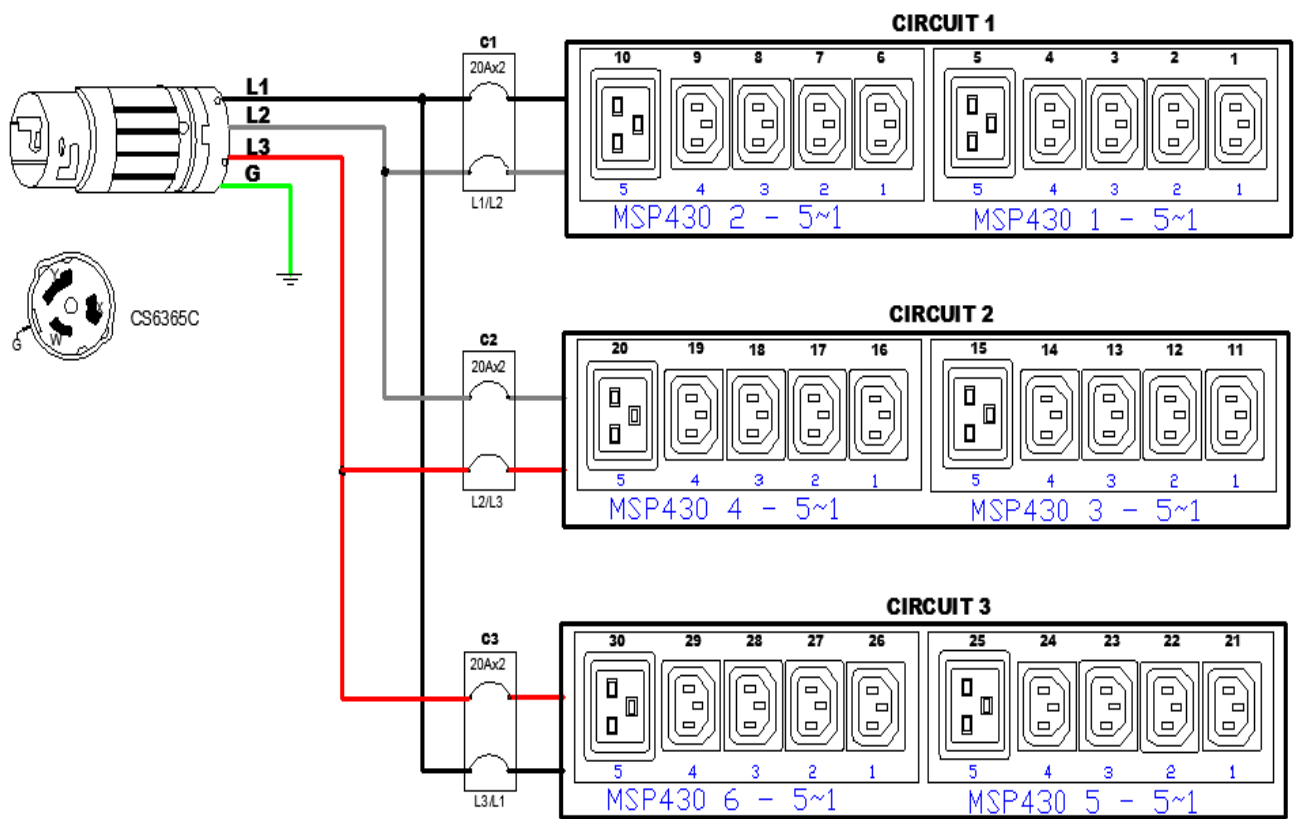 CIRCUIT 1
C1
20Ax2
L1/L2
10 9 8 7 6 5 4 3 2 1
5 4 3 2 1 5 4 3 2 1
MSP430 2 - 5~1 MSP430 1 - 5~1
L1
L2
L3
G
Y
X
W
G
CS6365C
CIRCUIT 2
C2
20Ax2
L2/L3
20 19 18 17 16 15 14 13 12 11
5 4 3 2 1 5 4 3 2 1
MSP430 4 - 5~1 MSP430 3 - 5~1
CIRCUIT 3
C3
20Ax2
L3/L1
30 29 28 27 26 25 24 23 22 21
5 4 3 2 1 5 4 3 2 1
MSP430 6 - 5~1 MSP430 5 - 5~1